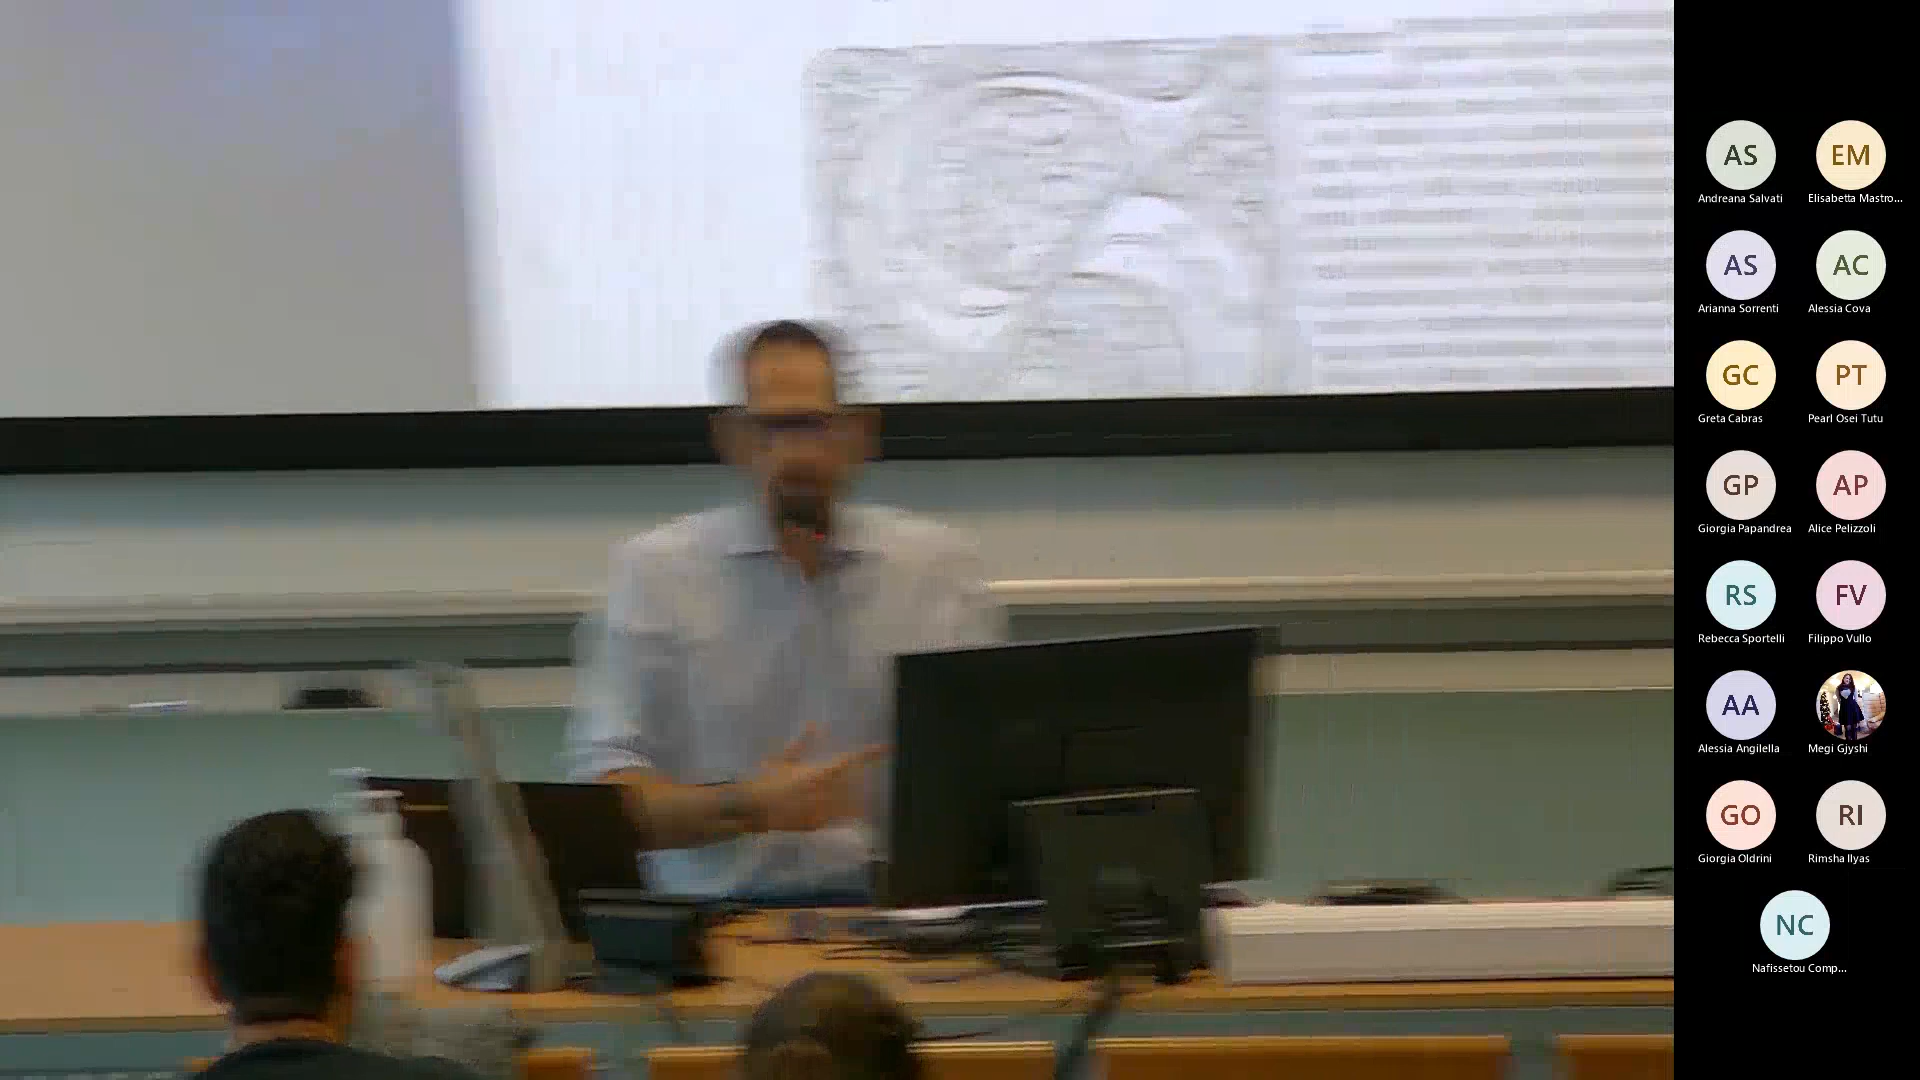 AS EM
Andreana Salvati Elisabetta Mastro...
AS AC
Arianna Sorrenti Alessia Cova
GC PT
Greta Cabras Pearl Osei Tutu
GP AP
Giorgia Papandrea Alice Pelizzoli
RS FV
Rebecca Sportelli Filippo Vullo
AA
Alessia Angilella Megi Gjyshi
GO RI
Giorgia Oldrini Rimsha Ilyas
NC
Nafissetou Comp...